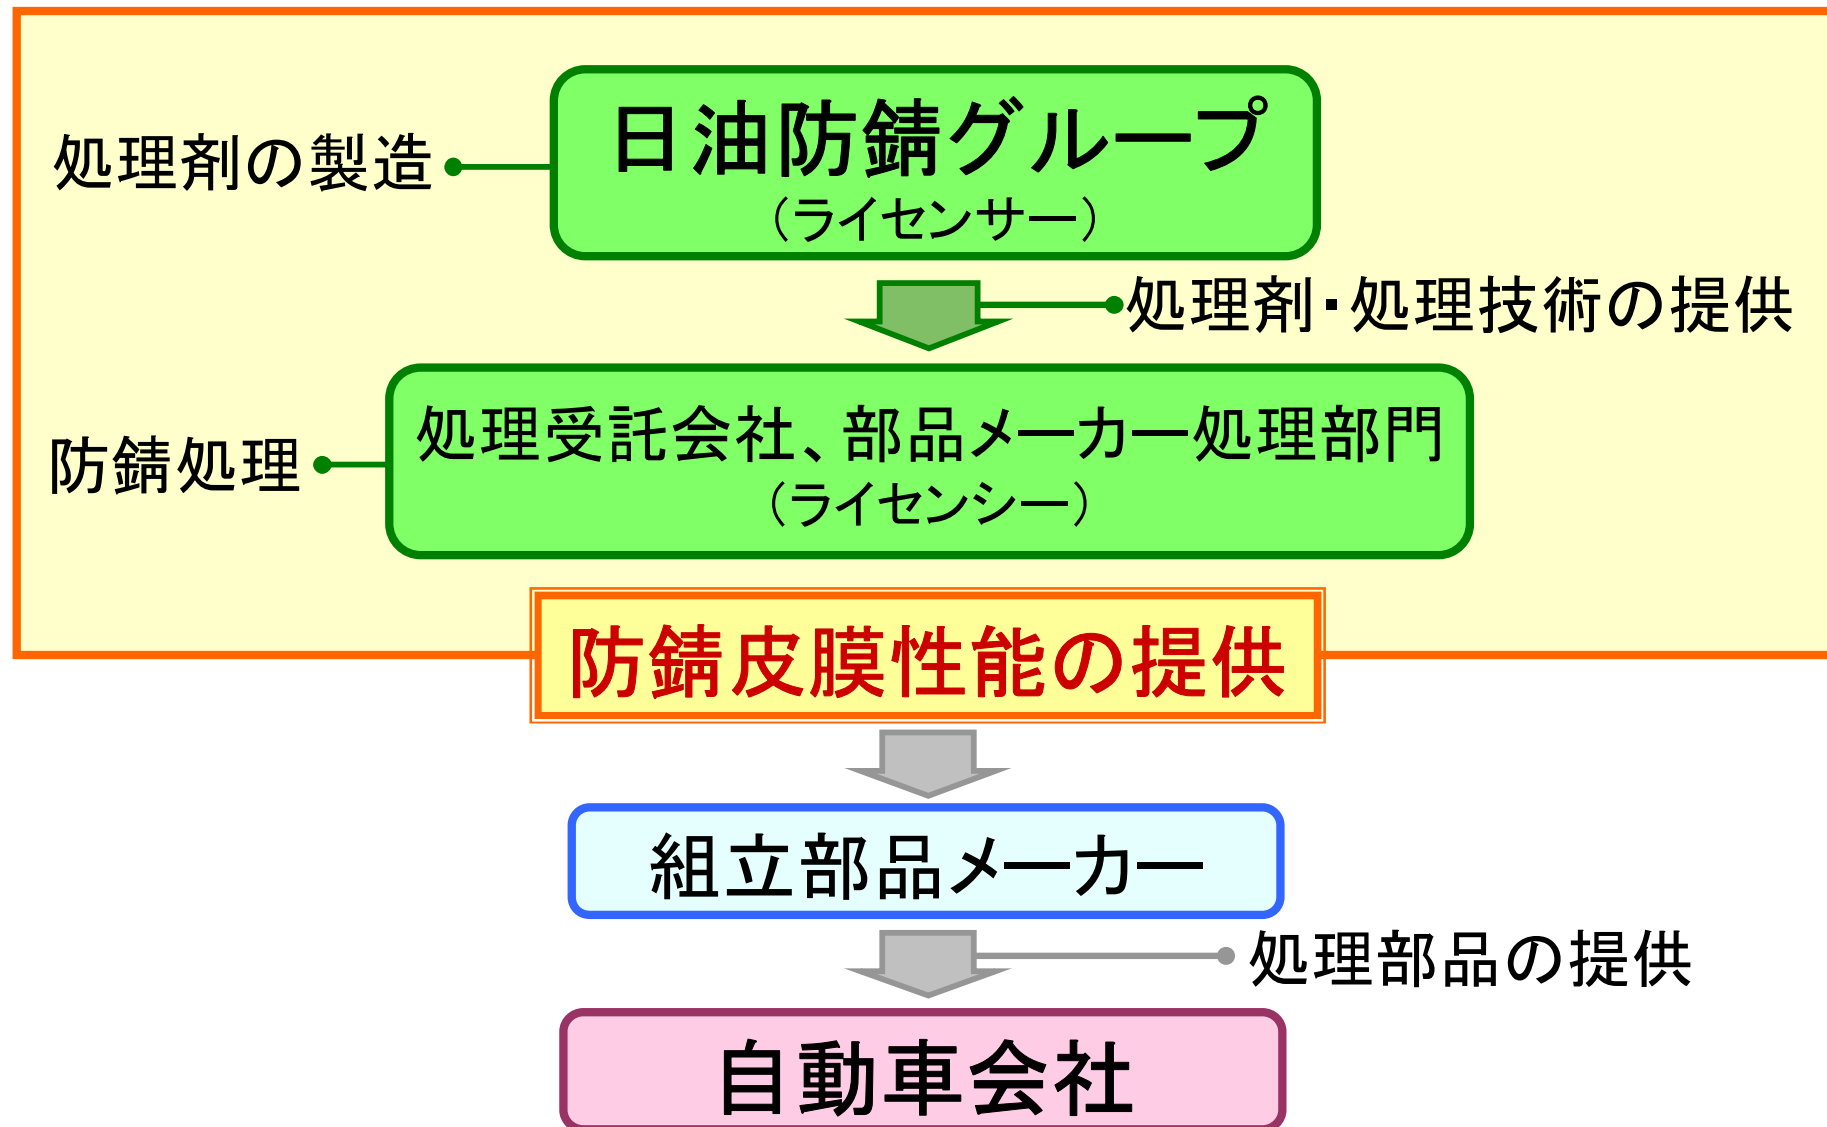 処理剤の製造
日油防錆グループ
（ライセンサー）
処理剤・処理技術の提供
防錆処理
処理受託会社、部品メーカー処理部門
（ライセンシー）
防錆皮膜性能の提供
組立部品メーカー
処理部品の提供
自動車会社